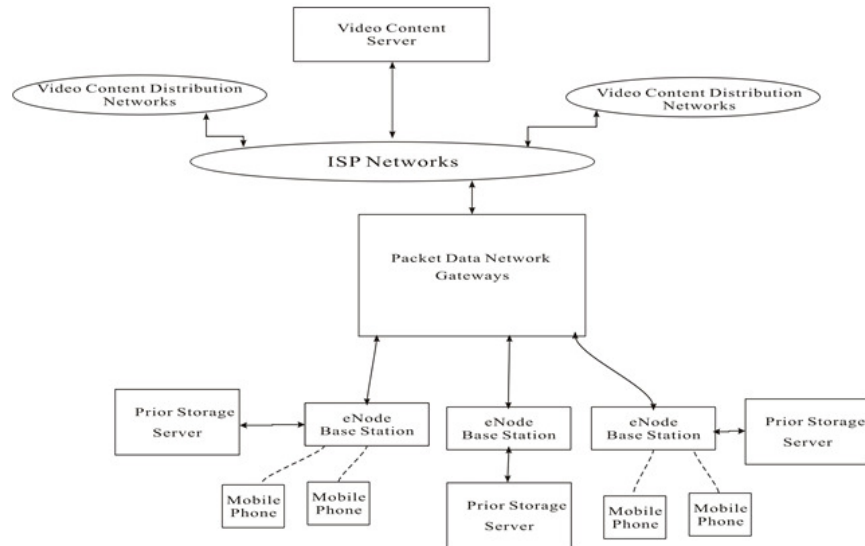 Video Content
Server
Video Content Distribution
Networks
Video Content Distribution
Networks
ISP Networks
Packet Data Network
Gateways
Prior Storage
Server
eNode
Base Station
eNode
Base Station
eNode
Base Station
Prior Storage
Server
Mobile
Phone
Mobile
Phone
Prior Storage
Server
Mobile
Phone
Mobile
Phone